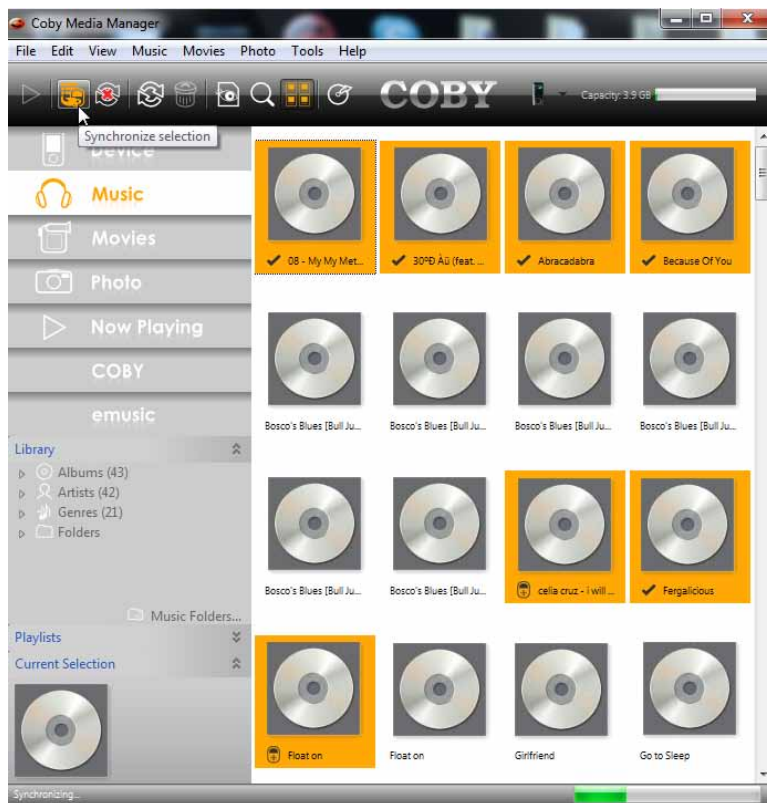 Coby Media Manager
File Edit View Music Movies Photo Tools Help
COBY Capacity: 3.9 GB
Synchronize selection
Device
Music
Movies
Photo
Now Playing
COBY
emusic
Library
Albums (43)
Artists (42)
Genres (21)
Folders
Music Folders...
Playlists
Current Selection
08 - My My Met... 30ºÐ Àü (feat. ... Abracadabra Because Of You
Bosco's Blues [Bull Ju... Bosco's Blues [Bull Ju... Bosco's Blues [Bull Ju... Bosco's Blues [Bull Ju...
Bosco's Blues [Bull Ju... Bosco's Blues [Bull Ju... celia cruz - i will ... Fergalicious
Float on Float on Girlfriend Go to Sleep
Synchronizing...